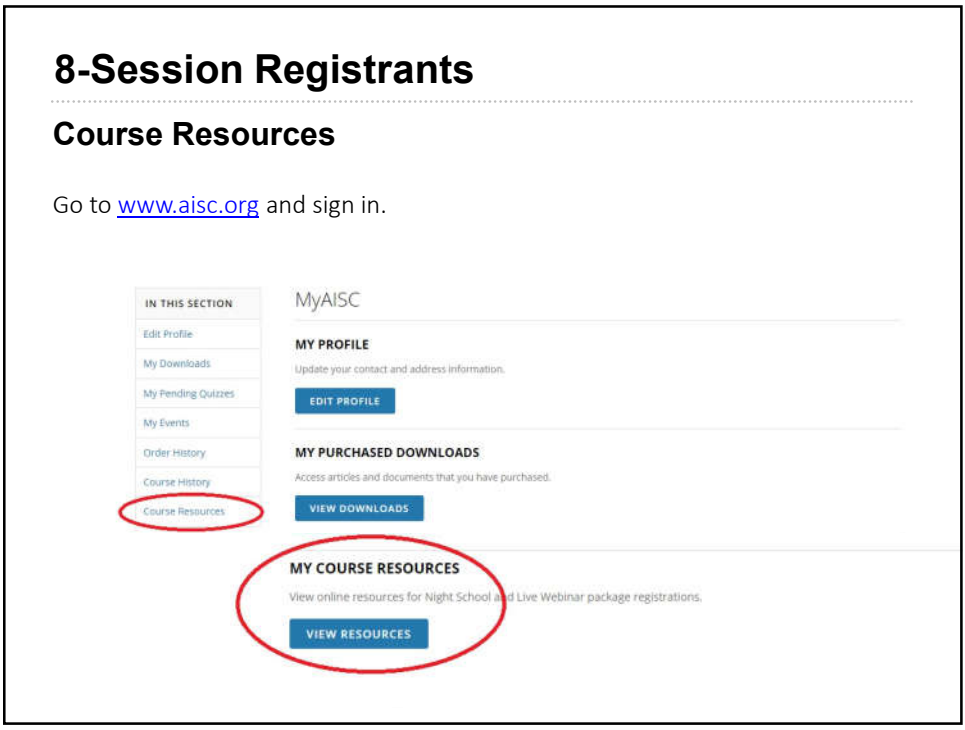 8-Session Registrants
Course Resources
Go to www.aisc.org and sign in.
IN THIS SECTION
Edit Profile
My Downloads
My Pending Quizzes
My Events
Order History
Course History
Course Resources
MyAISC
MY PROFILE
Update your contact and address information.
EDIT PROFILE
MY PURCHASED DOWNLOADS
Access articles and documents that you have purchased.
VIEW DOWNLOADS
MY COURSE RESOURCES
View online resources for Night School and Live Webinar package registrations.
VIEW RESOURCES